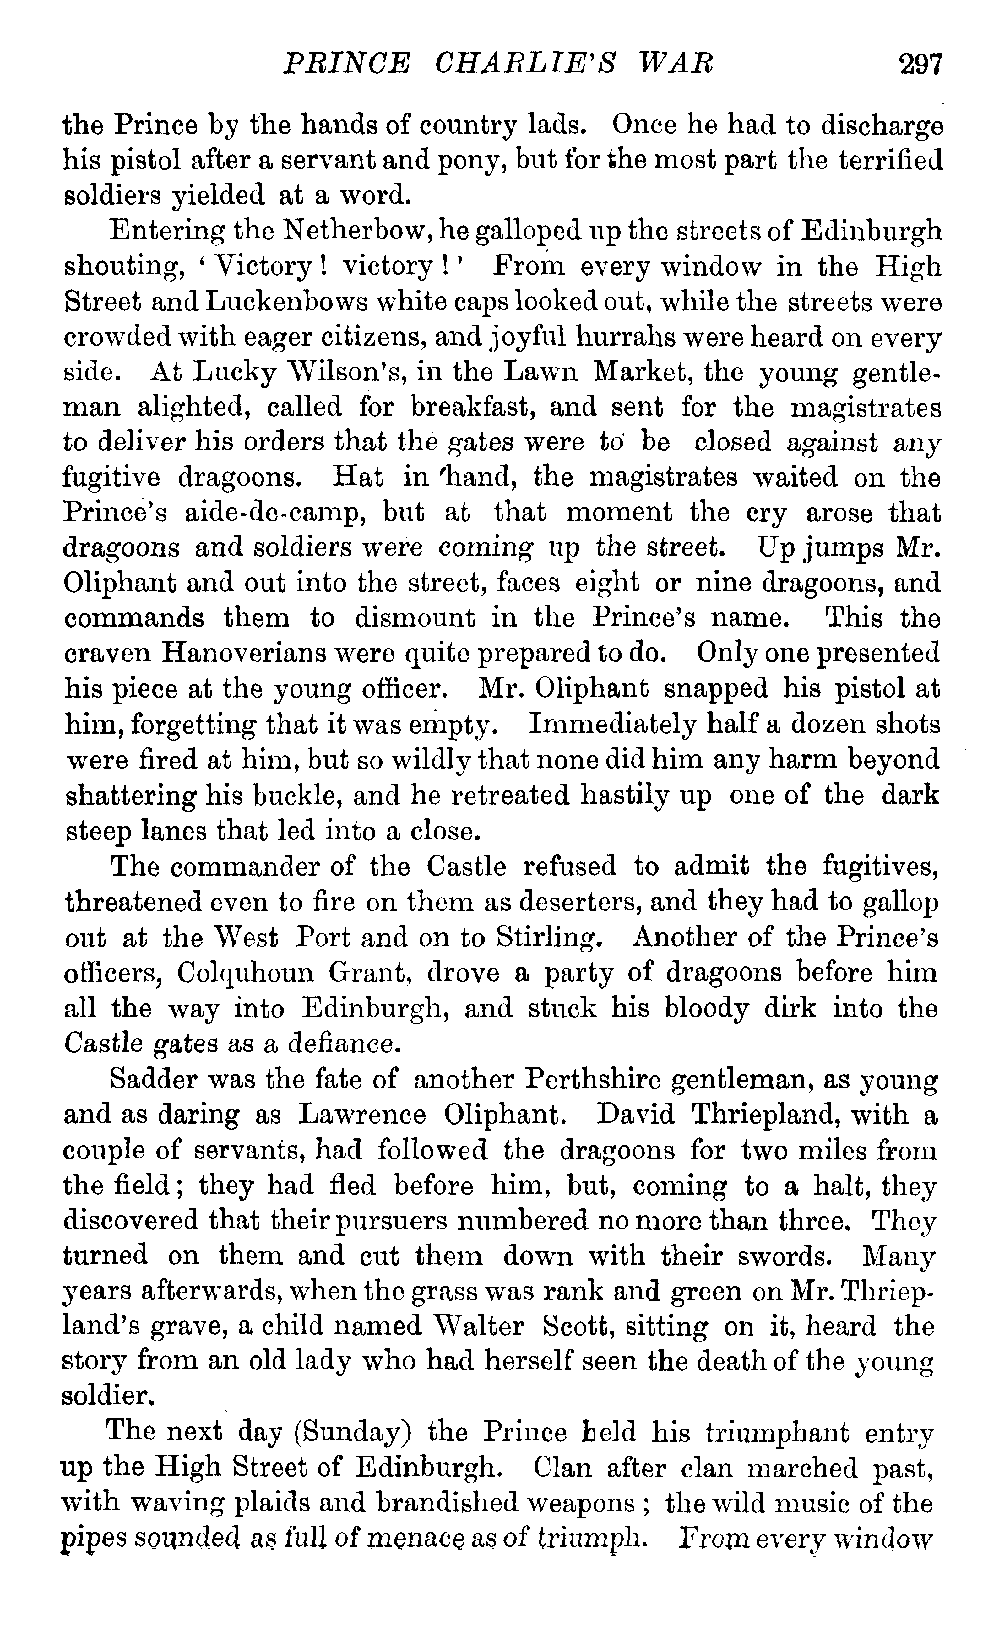 PRINCE CHARLIE'S WAR 297
the Prince by the hands of country lads. Once he had to discharge
his pistol after a servant and pony, but for the most part the terrified
soldiers yielded at a word.
Entering the Netherbow, he galloped up the streets of Edinburgh
shouting, ‘ Victory! victory!’ From every window in the High
Street and Luckenbows white caps looked out, while the streets were
crowded with eager citizens, and joyful hurrahs were heard on every
side. At Lucky Wilson's, in the Lawn Market, the young gentle-
man alighted, called for breakfast, and sent for the magistrates
to deliver his orders that the gates were to be closed against any
fugitive dragoons. Hat in hand, the magistrates waited on the
Prince's aide-de-camp, but at that moment the cry arose that
dragoons and soldiers were coming up the street. Up jumps Mr.
Oliphant and out into the street, faces eight or nine dragoons, and
commands them to dismount in the Prince's name. This the
craven Hanoverians were quite prepared to do. Only one presented
his piece at the young officer. Mr. Oliphant snapped his pistol at
him, forgetting that it was empty. Immediately half a dozen shots
were fired at him, but so wildly that none did him any harm beyond
shattering his buckle, and he retreated hastily up one of the dark
steep lanes that led into a close.
The commander of the Castle refused to admit the fugitives,
threatened even to fire on them as deserters, and they had to gallop
out at the West Port and on to Stirling. Another of the Prince's
officers, Colquhoun Grant, drove a party of dragoons before him
all the way into Edinburgh, and stuck his bloody dirk into the
Castle gates as a defiance.
Sadder was the fate of another Perthshire gentleman, as young
and as daring as Lawrence Oliphant. David Thriepland, with a
couple of servants, had followed the dragoons for two miles from
the field; they had fled before him, but, coming to a halt, they
discovered that their pursuers numbered no more than three. They
turned on them and cut them down with their swords. Many
years afterwards, when the grass was rank and green on Mr. Thriep-
land's grave, a child named Walter Scott, sitting on it, heard the
story from an old lady who had herself seen the death of the young
soldier.
The next day (Sunday) the Prince held his triumphant entry
up the High Street of Edinburgh. Clan after clan marched past,
with waving plaids and brandished weapons; the wild music of the
pipes sounded as full of menace as of triumph. From every window